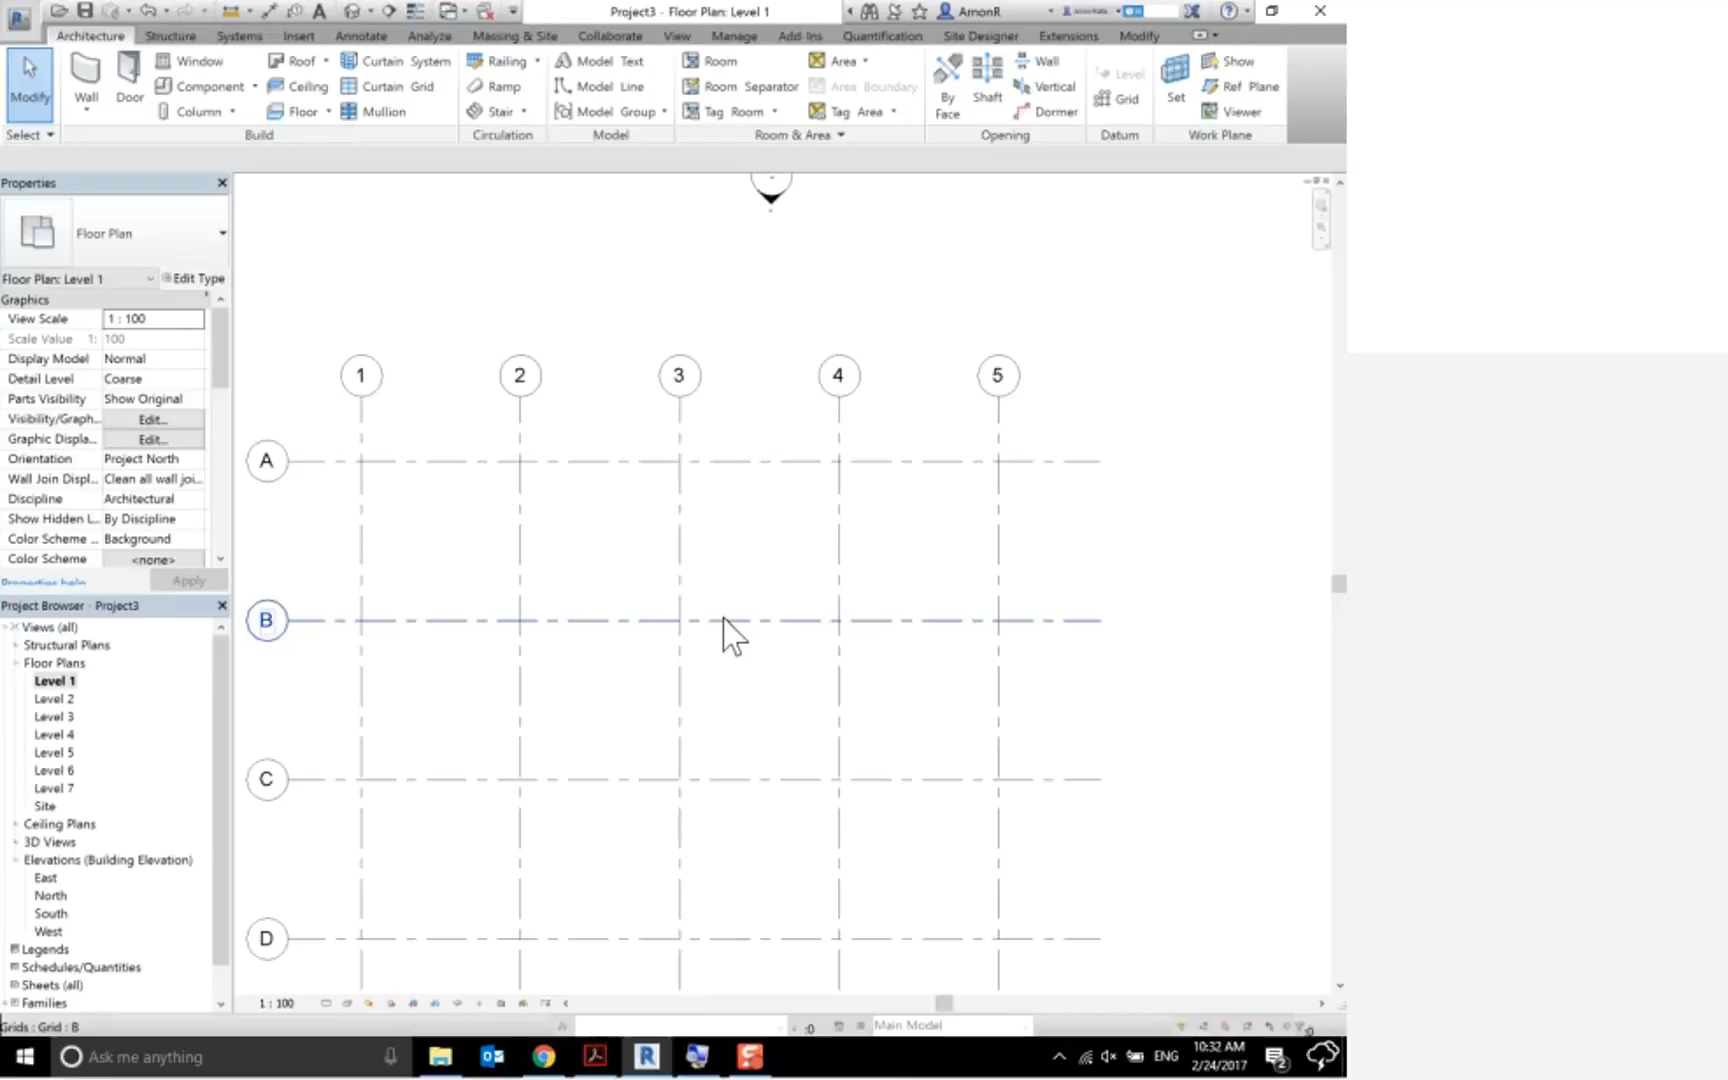 Project3 - Floor Plan: Level 1
AmonR
Architecture Structure Systems Insert Annotate Analyze Massing & Site Collaborate View Manage Add-Ins Quantification Site Designer Extensions Modify
Modify
Wall
Door
Window
Component
Column
Roof
Ceiling
Floor
Curtain System
Curtain Grid
Mullion
Railing
Ramp
Stair
Model Text
Model Line
Model Group
Room
Room Separator
Tag Room
Area
Area Boundary
Tag Area
By Face
Shaft
Wall
Vertical
Dormer
Level
Grid
Set
Show
Ref Plane
Viewer
Select Build Circulation Model Room & Area Opening Datum Work Plane
Properties
Floor Plan
Floor Plan: Level 1 Edit Type
Graphics
View Scale 1 : 100
Scale Value 1: 100
Display Model Normal
Detail Level Coarse
Parts Visibility Show Original
Visibility/Graph... Edit...
Graphic Displa... Edit...
Orientation Project North
Wall Join Displ... Clean all wall joi...
Discipline Architectural
Show Hidden L... By Discipline
Color Scheme ... Background
Color Scheme <none>
Properties help Apply
Project Browser - Project3
Views (all)
Structural Plans
Floor Plans
Level 1
Level 2
Level 3
Level 4
Level 5
Level 6
Level 7
Site
Ceiling Plans
3D Views
Elevations (Building Elevation)
East
North
South
West
Legends
Schedules/Quantities
Sheets (all)
Families
1 2 3 4 5
A
B
C
D
1 : 100
Grids : Grid : B
:0
Main Model
:0
Ask me anything
ENG
10:32 AM
2/24/2017
2